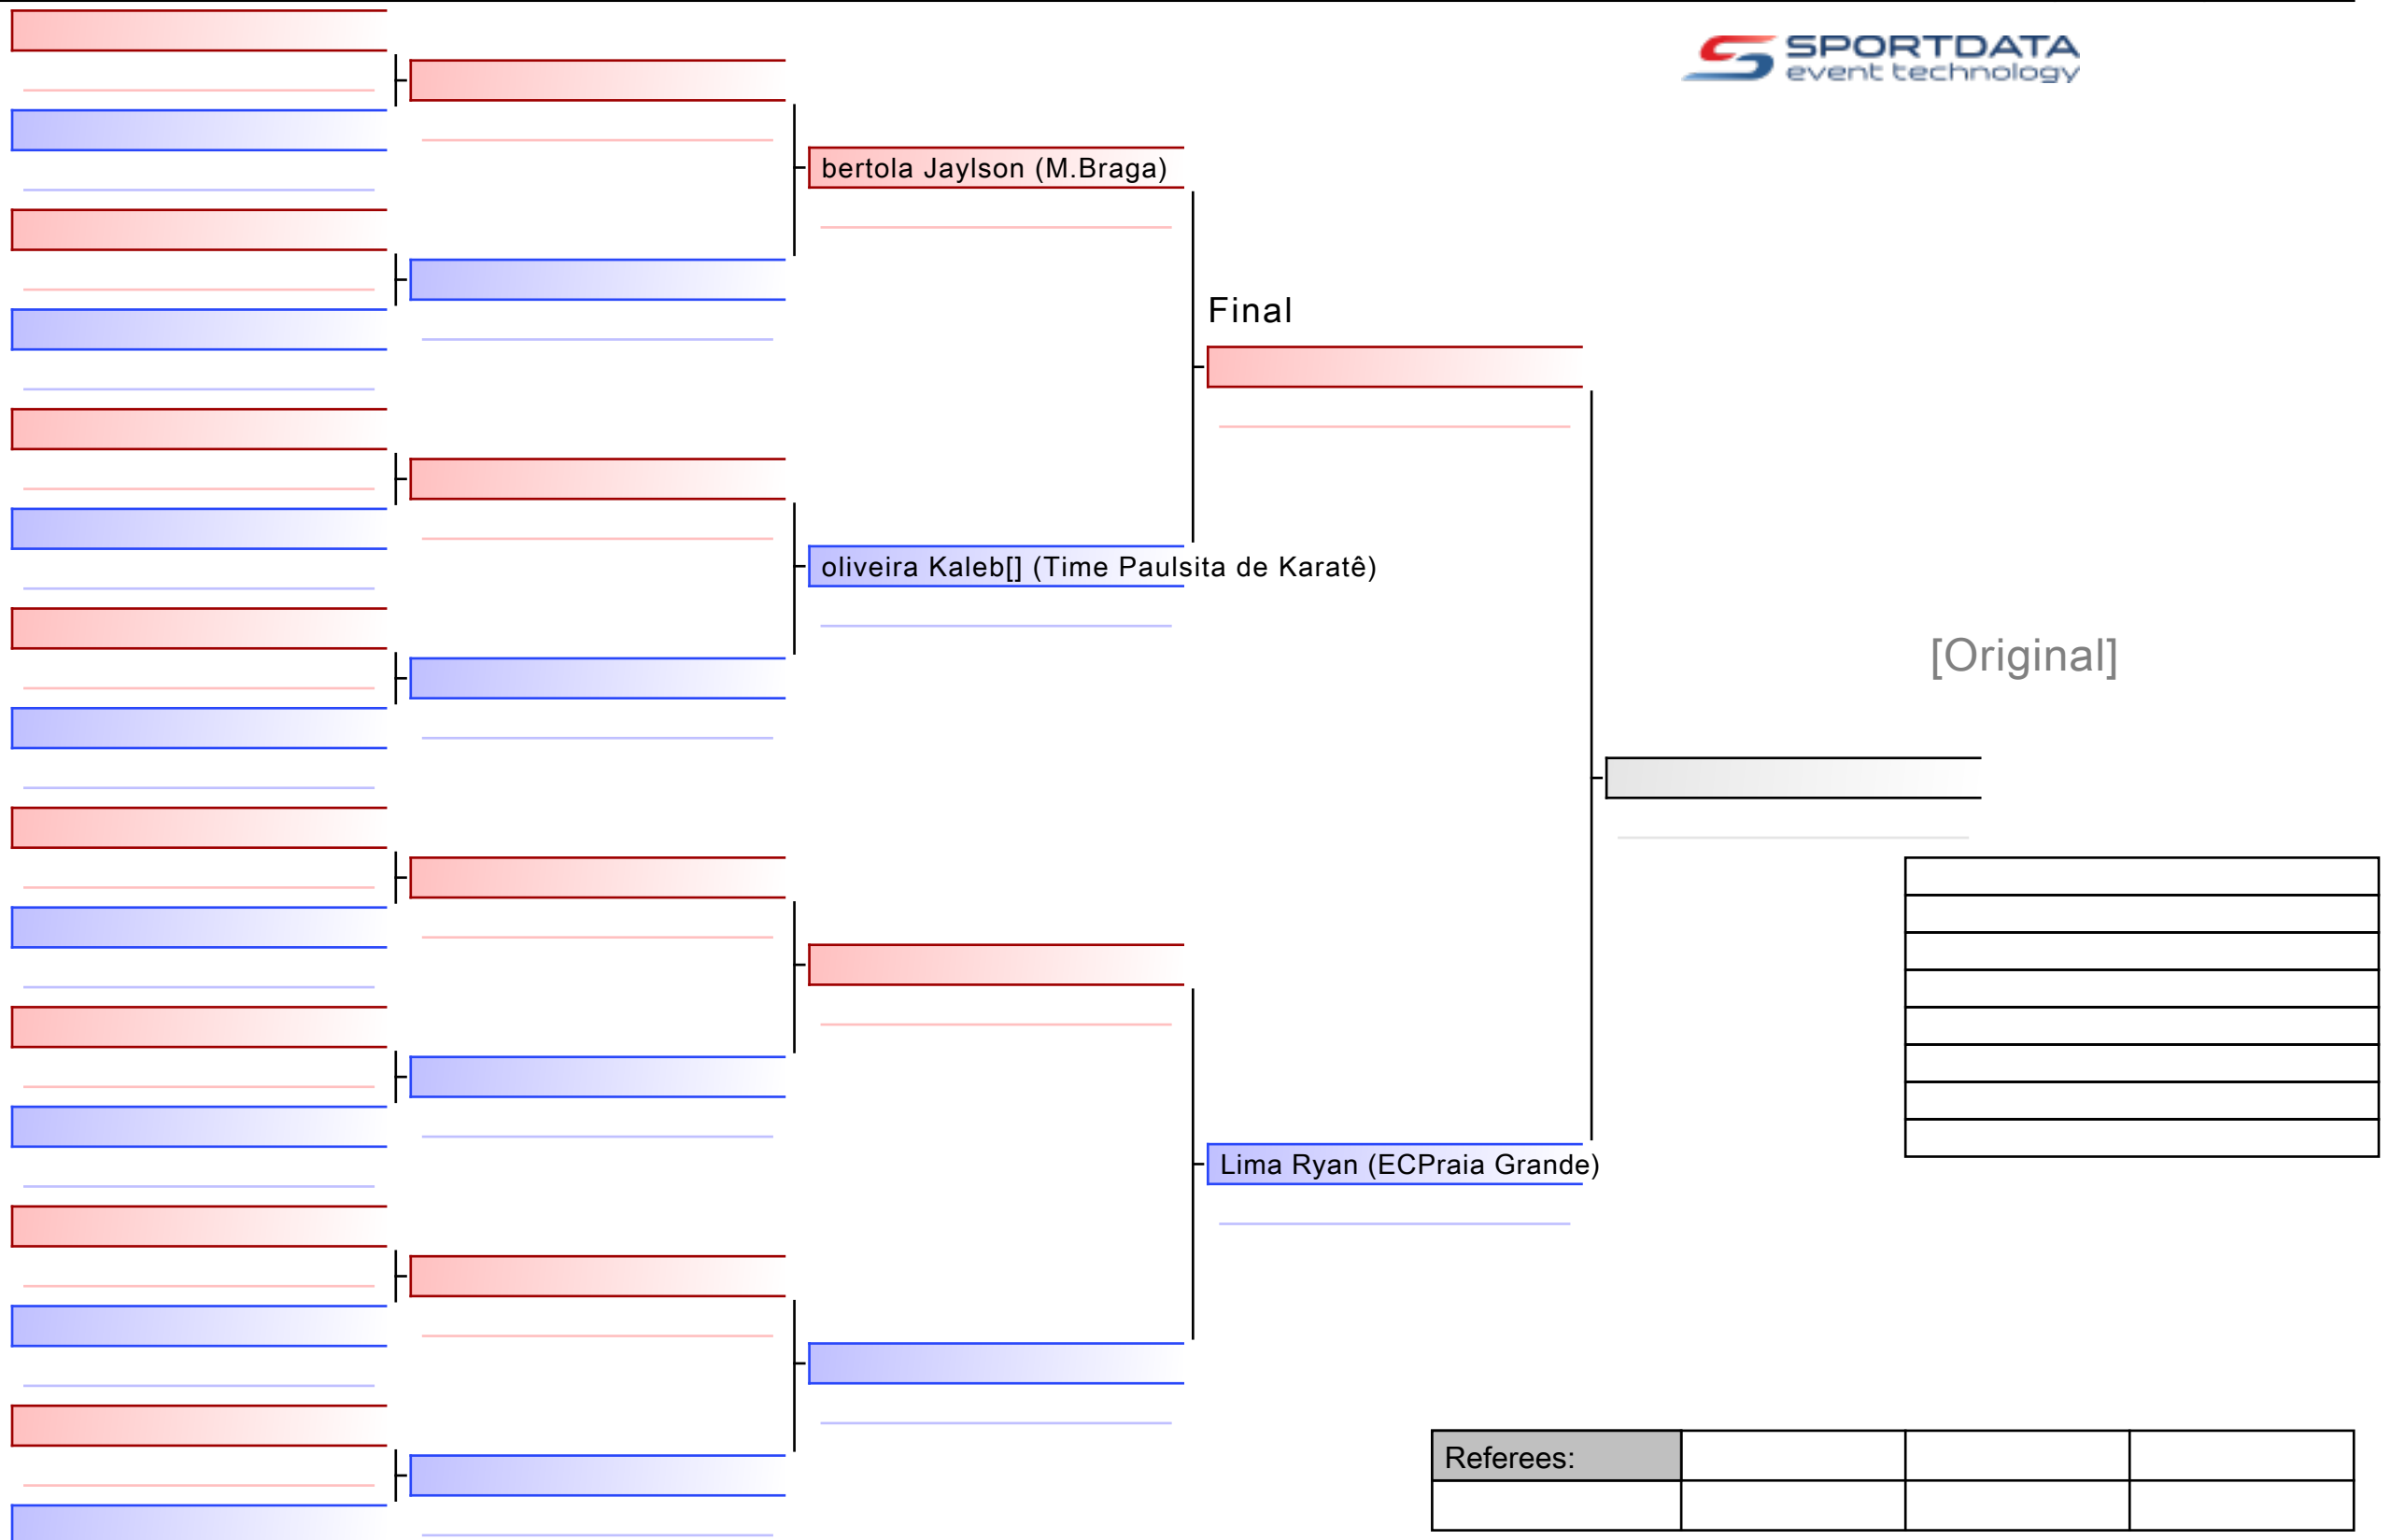 SPORTDATA
event technology
bertola Jaylson (M.Braga)
Final
oliveira Kaleb[] (Time Paulsita de Karatê)
[Original]
Lima Ryan (ECPraia Grande)
Referees: